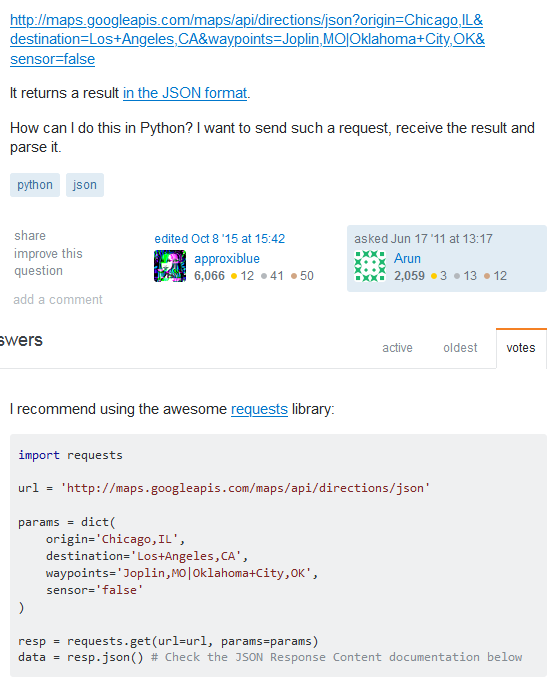 http://maps.googleapis.com/maps/api/directions/json?origin=Chicago,IL&
destination=Los+Angeles,CA&waypoints=Joplin,MO|Oklahoma+City,OK&
sensor=false
It returns a result in the JSON format.
How can I do this in Python? I want to send such a request, receive the result and
parse it.
python json
share
improve this
question
edited Oct 8 '15 at 15:42
approxiblue
6,066 12 41 50
asked Jun 17 '11 at 13:17
Arun
2,059 3 13 12
add a comment
swers
active oldest votes
I recommend using the awesome requests library:
import requests
url = 'http://maps.googleapis.com/maps/api/directions/json'
params = dict(
    origin='Chicago,IL',
    destination='Los+Angeles,CA',
    waypoints='Joplin,MO|Oklahoma+City,OK',
    sensor='false'
)
resp = requests.get(url=url, params=params)
data = resp.json() # Check the JSON Response Content documentation below